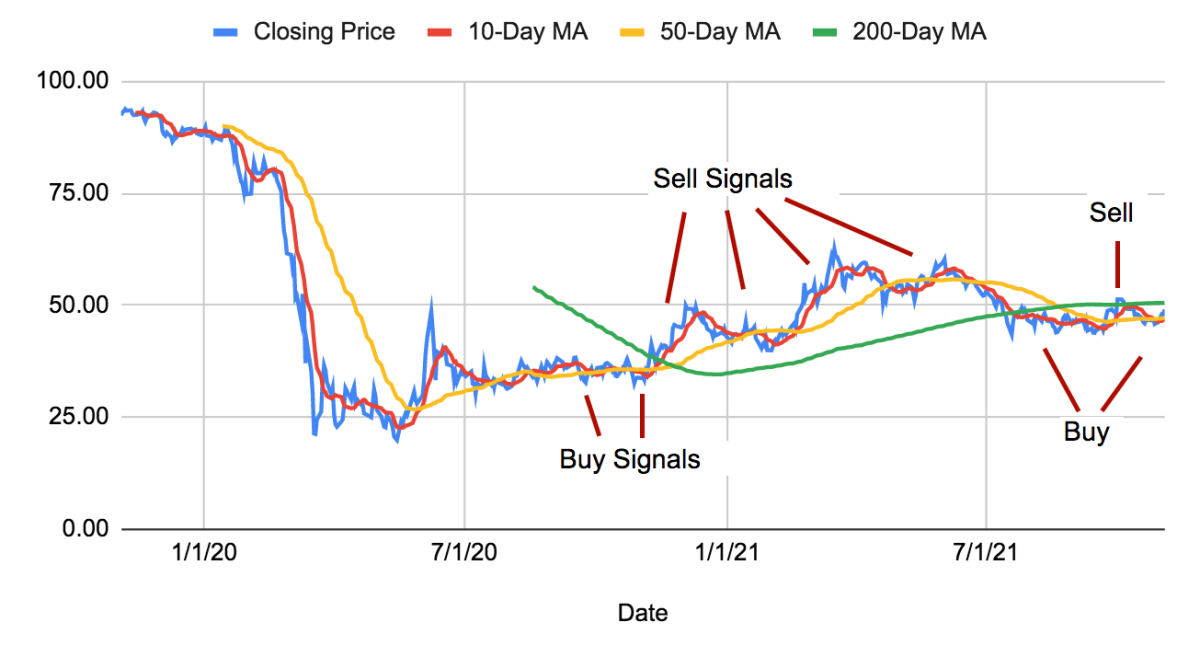 Closing Price 10-Day MA 50-Day MA 200-Day MA
100.00
Sell Signals
75.00
Sell
50.00
25.00
Buy
Buy Signals
0.00
1/1/20 7/1/20 1/1/21 7/1/21
Date